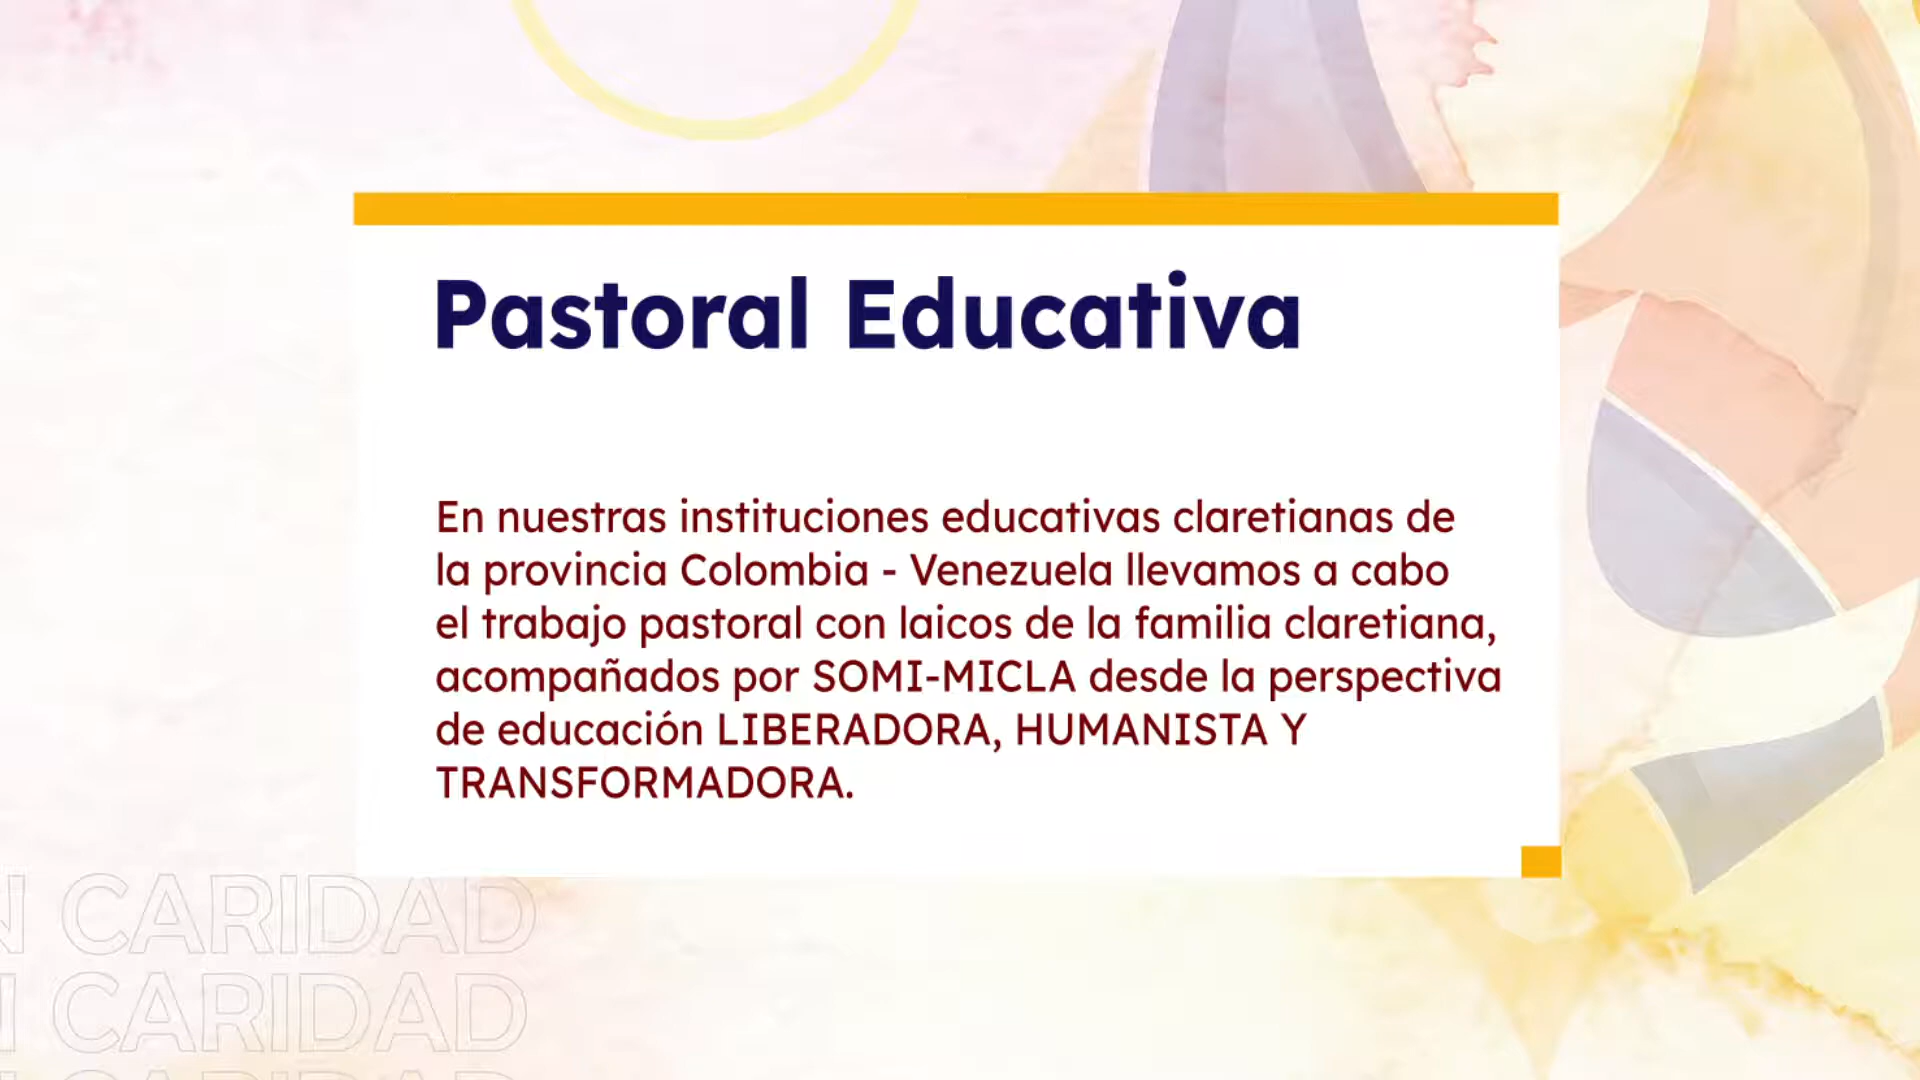 Pastoral Educativa
En nuestras instituciones educativas claretianas de
la provincia Colombia - Venezuela llevamos a cabo
el trabajo pastoral con laicos de la familia claretiana,
acompañados por SOMI-MICLA desde la perspectiva
de educación LIBERADORA, HUMANISTA Y
TRANSFORMADORA.
CARIDAD
CARIDAD